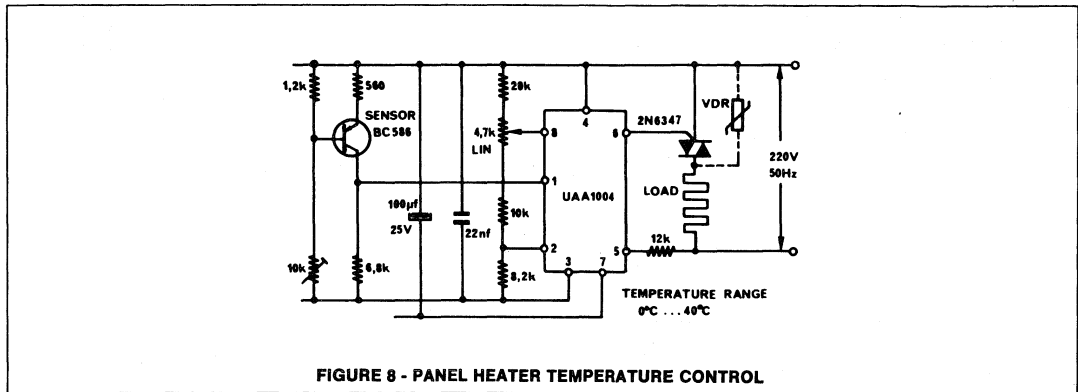 1,2k
560
SENSOR
BC586
10k
6,8k
100µf
25V
22nf
20k
4,7k
LIN
10k
8,2k
4
8
6
1
UAA1004
2
5
3
7
2N6347
VDR
LOAD
12k
220V
50Hz
TEMPERATURE RANGE
0°C ... 40°C
FIGURE 8 - PANEL HEATER TEMPERATURE CONTROL